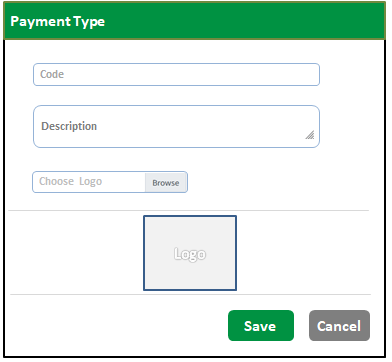 Payment Type
Code
Description
Choose Logo
Browse
Logo
Save
Cancel